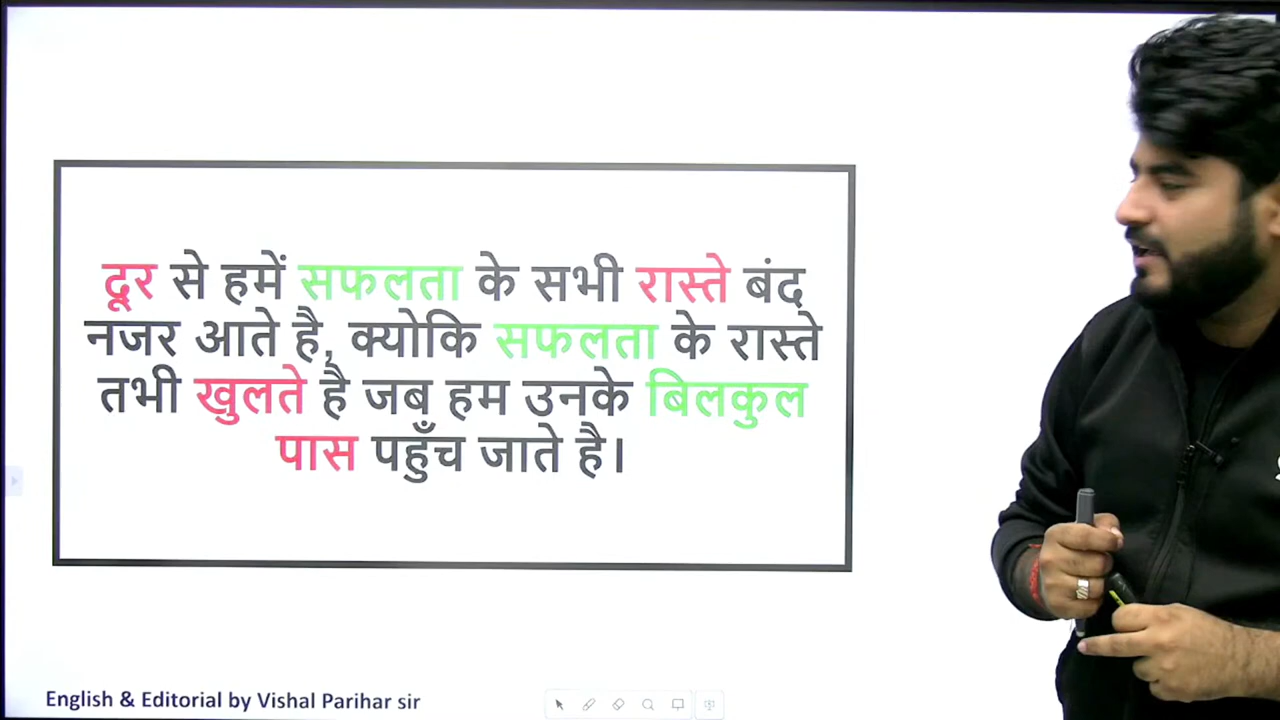 दूर से हमें सफलता के सभी रास्ते बंद
नजर आते है, क्योकि सफलता के रास्ते
तभी खुलते है जब हम उनके बिलकुल
पास पहुँच जाते है।
English & Editorial by Vishal Parihar sir